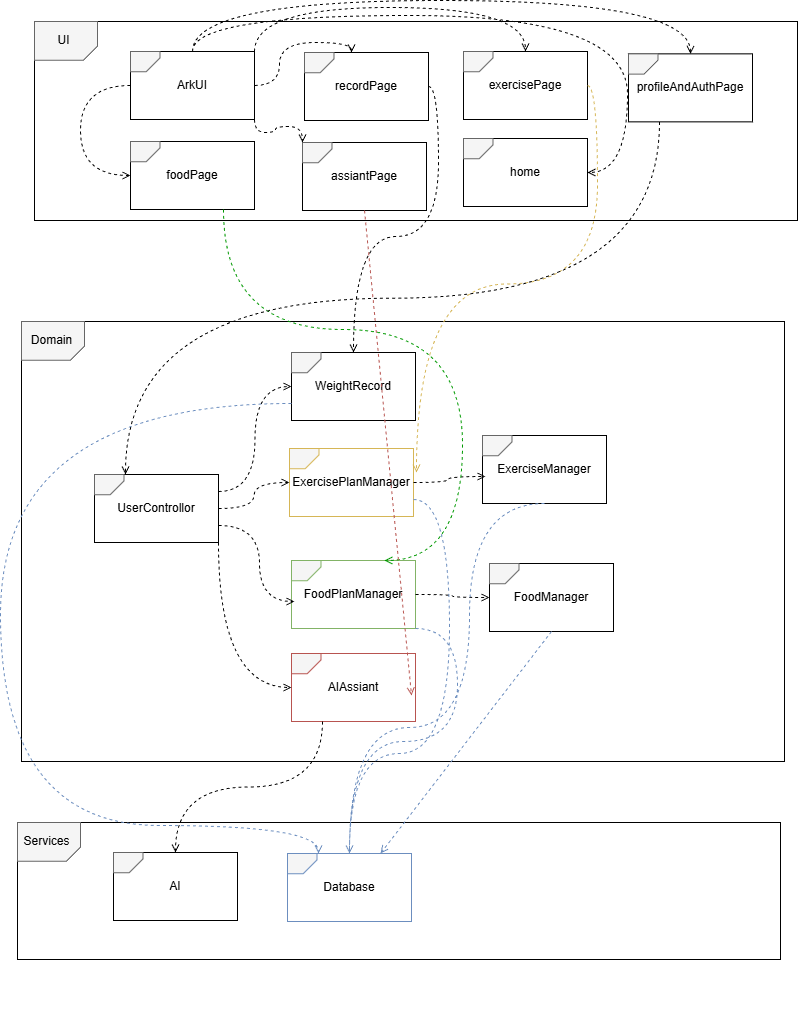 UI
ArkUI
recordPage
exercisePage
profileAndAuthPage
foodPage
assiantPage
home
Domain
WeightRecord
ExercisePlanManager
ExerciseManager
UserControllor
FoodPlanManager
FoodManager
AIAssiant
Services
AI
Database